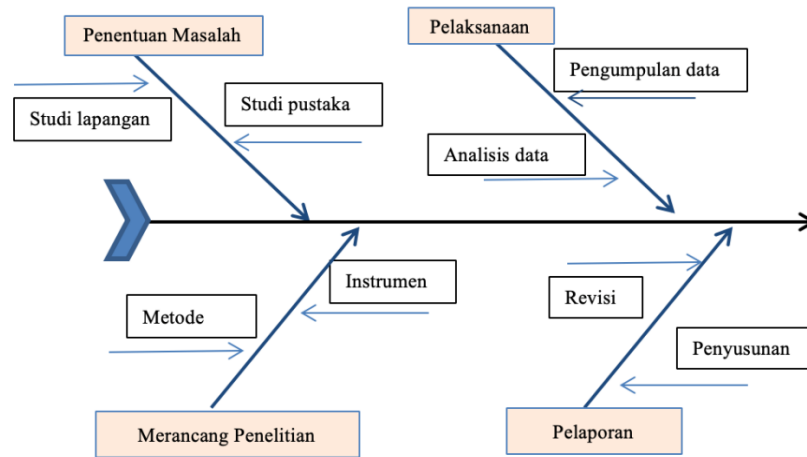 Penentuan Masalah
Pelaksanaan
Pengumpulan data
Studi pustaka
Studi lapangan
Analisis data
Instrumen
Revisi
Metode
Penyusunan
Merancang Penelitian
Pelaporan